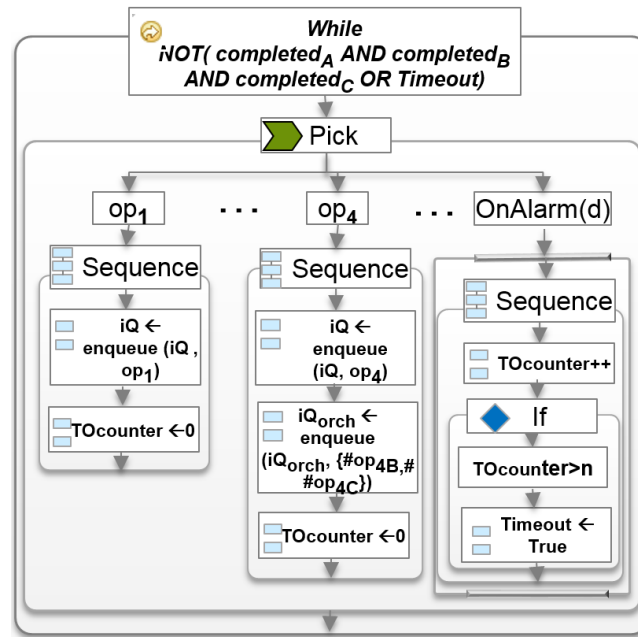 While
NOT( completedA AND completedB
AND completedC OR Timeout)
Pick
op1
. . .
op4
. . .
OnAlarm(d)
Sequence
iQ ←
enqueue (iQ ,
op1)
TOcounter ←0
Sequence
iQ ←
enqueue
(iQ, op4)
iQorch ←
enqueue
(iQorch, {#op4B,#
#op4C})
TOcounter ←0
Sequence
TOcounter++
If
TOcounter>n
Timeout ←
True